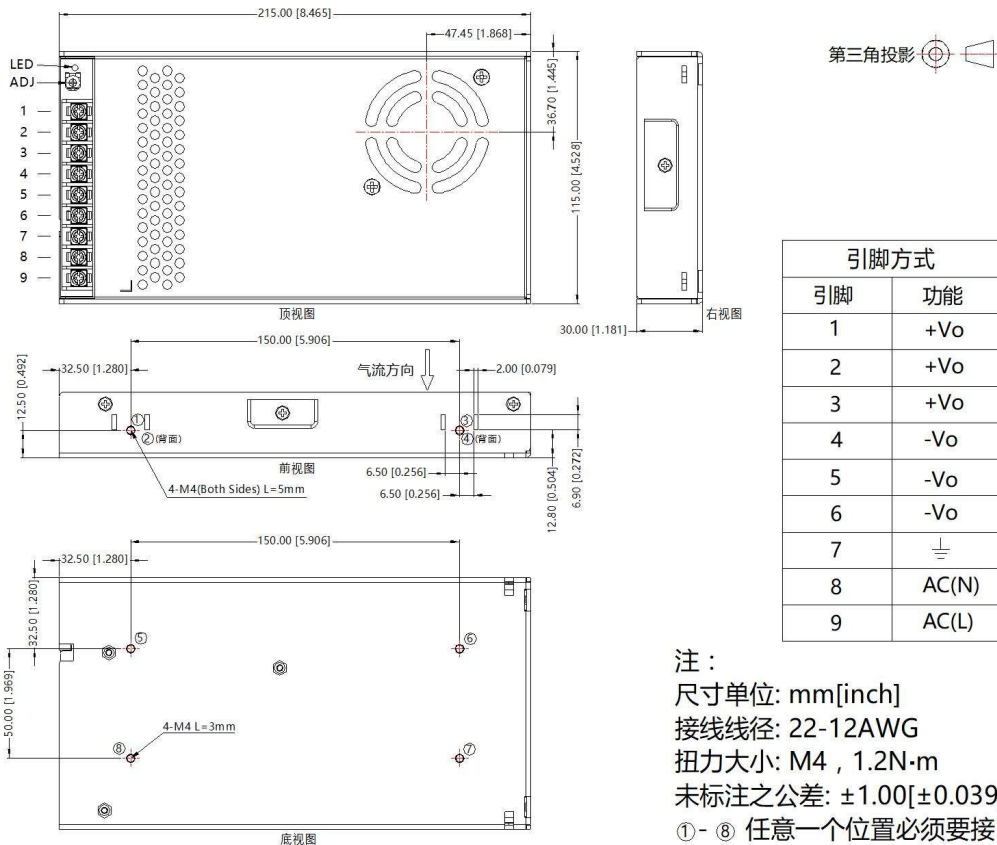 215.00 [8.465]
47.45 [1.868]
36.70 [1.445]
115.00 [4.528]
LED
ADJ
1
2
3
4
5
6
7
8
9
顶视图
第三角投影
30.00 [1.181]
右视图
150.00 [5.906]
32.50 [1.280]
气流方向
2.00 [0.079]
12.50 [0.492]
①
②(背面)
③
④(背面)
前视图
4-M4(Both Sides) L=5mm
6.50 [0.256]
6.50 [0.256]
12.80 [0.504]
6.90 [0.272]
150.00 [5.906]
32.50 [1.280]
32.50 [1.280]
50.00 [1.969]
⑤
⑥
4-M4 L=3mm
⑧
⑦
底视图
引脚方式
引脚 功能
1 +Vo
2 +Vo
3 +Vo
4 -Vo
5 -Vo
6 -Vo
7 ⏚
8 AC(N)
9 AC(L)
注：
尺寸单位: mm[inch]
接线线径: 22-12AWG
扭力大小: M4，1.2N·m
未标注之公差: ±1.00[±0.039
①- ⑧ 任意一个位置必须要接